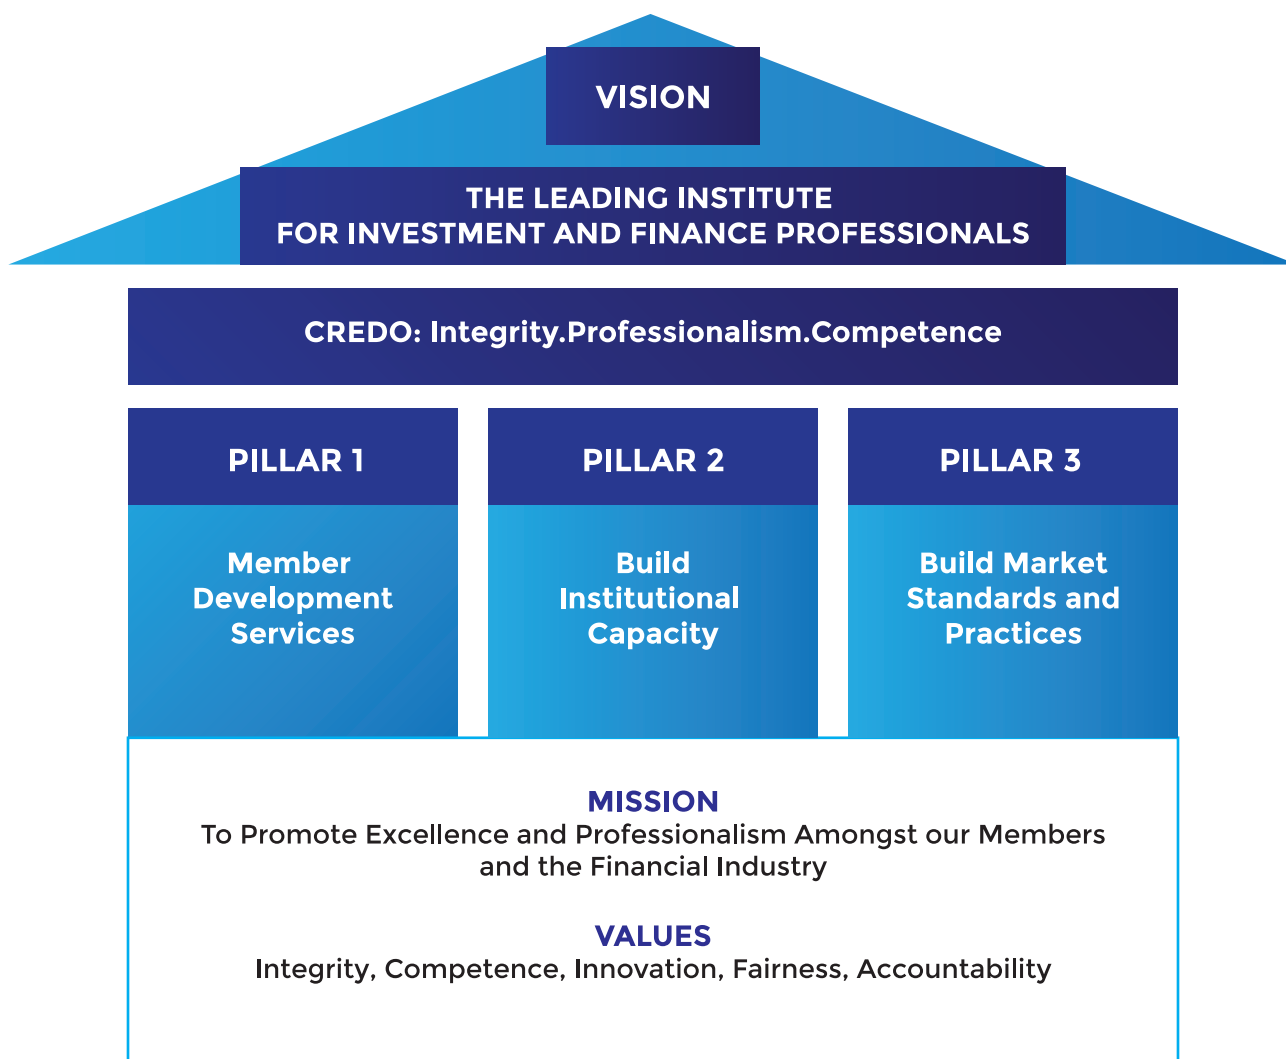 VISION
THE LEADING INSTITUTE
FOR INVESTMENT AND FINANCE PROFESSIONALS
CREDO: Integrity.Professionalism.Competence
PILLAR 1
Member
Development
Services
PILLAR 2
Build
Institutional
Capacity
PILLAR 3
Build Market
Standards and
Practices
MISSION
To Promote Excellence and Professionalism Amongst our Members
and the Financial Industry
VALUES
Integrity, Competence, Innovation, Fairness, Accountability